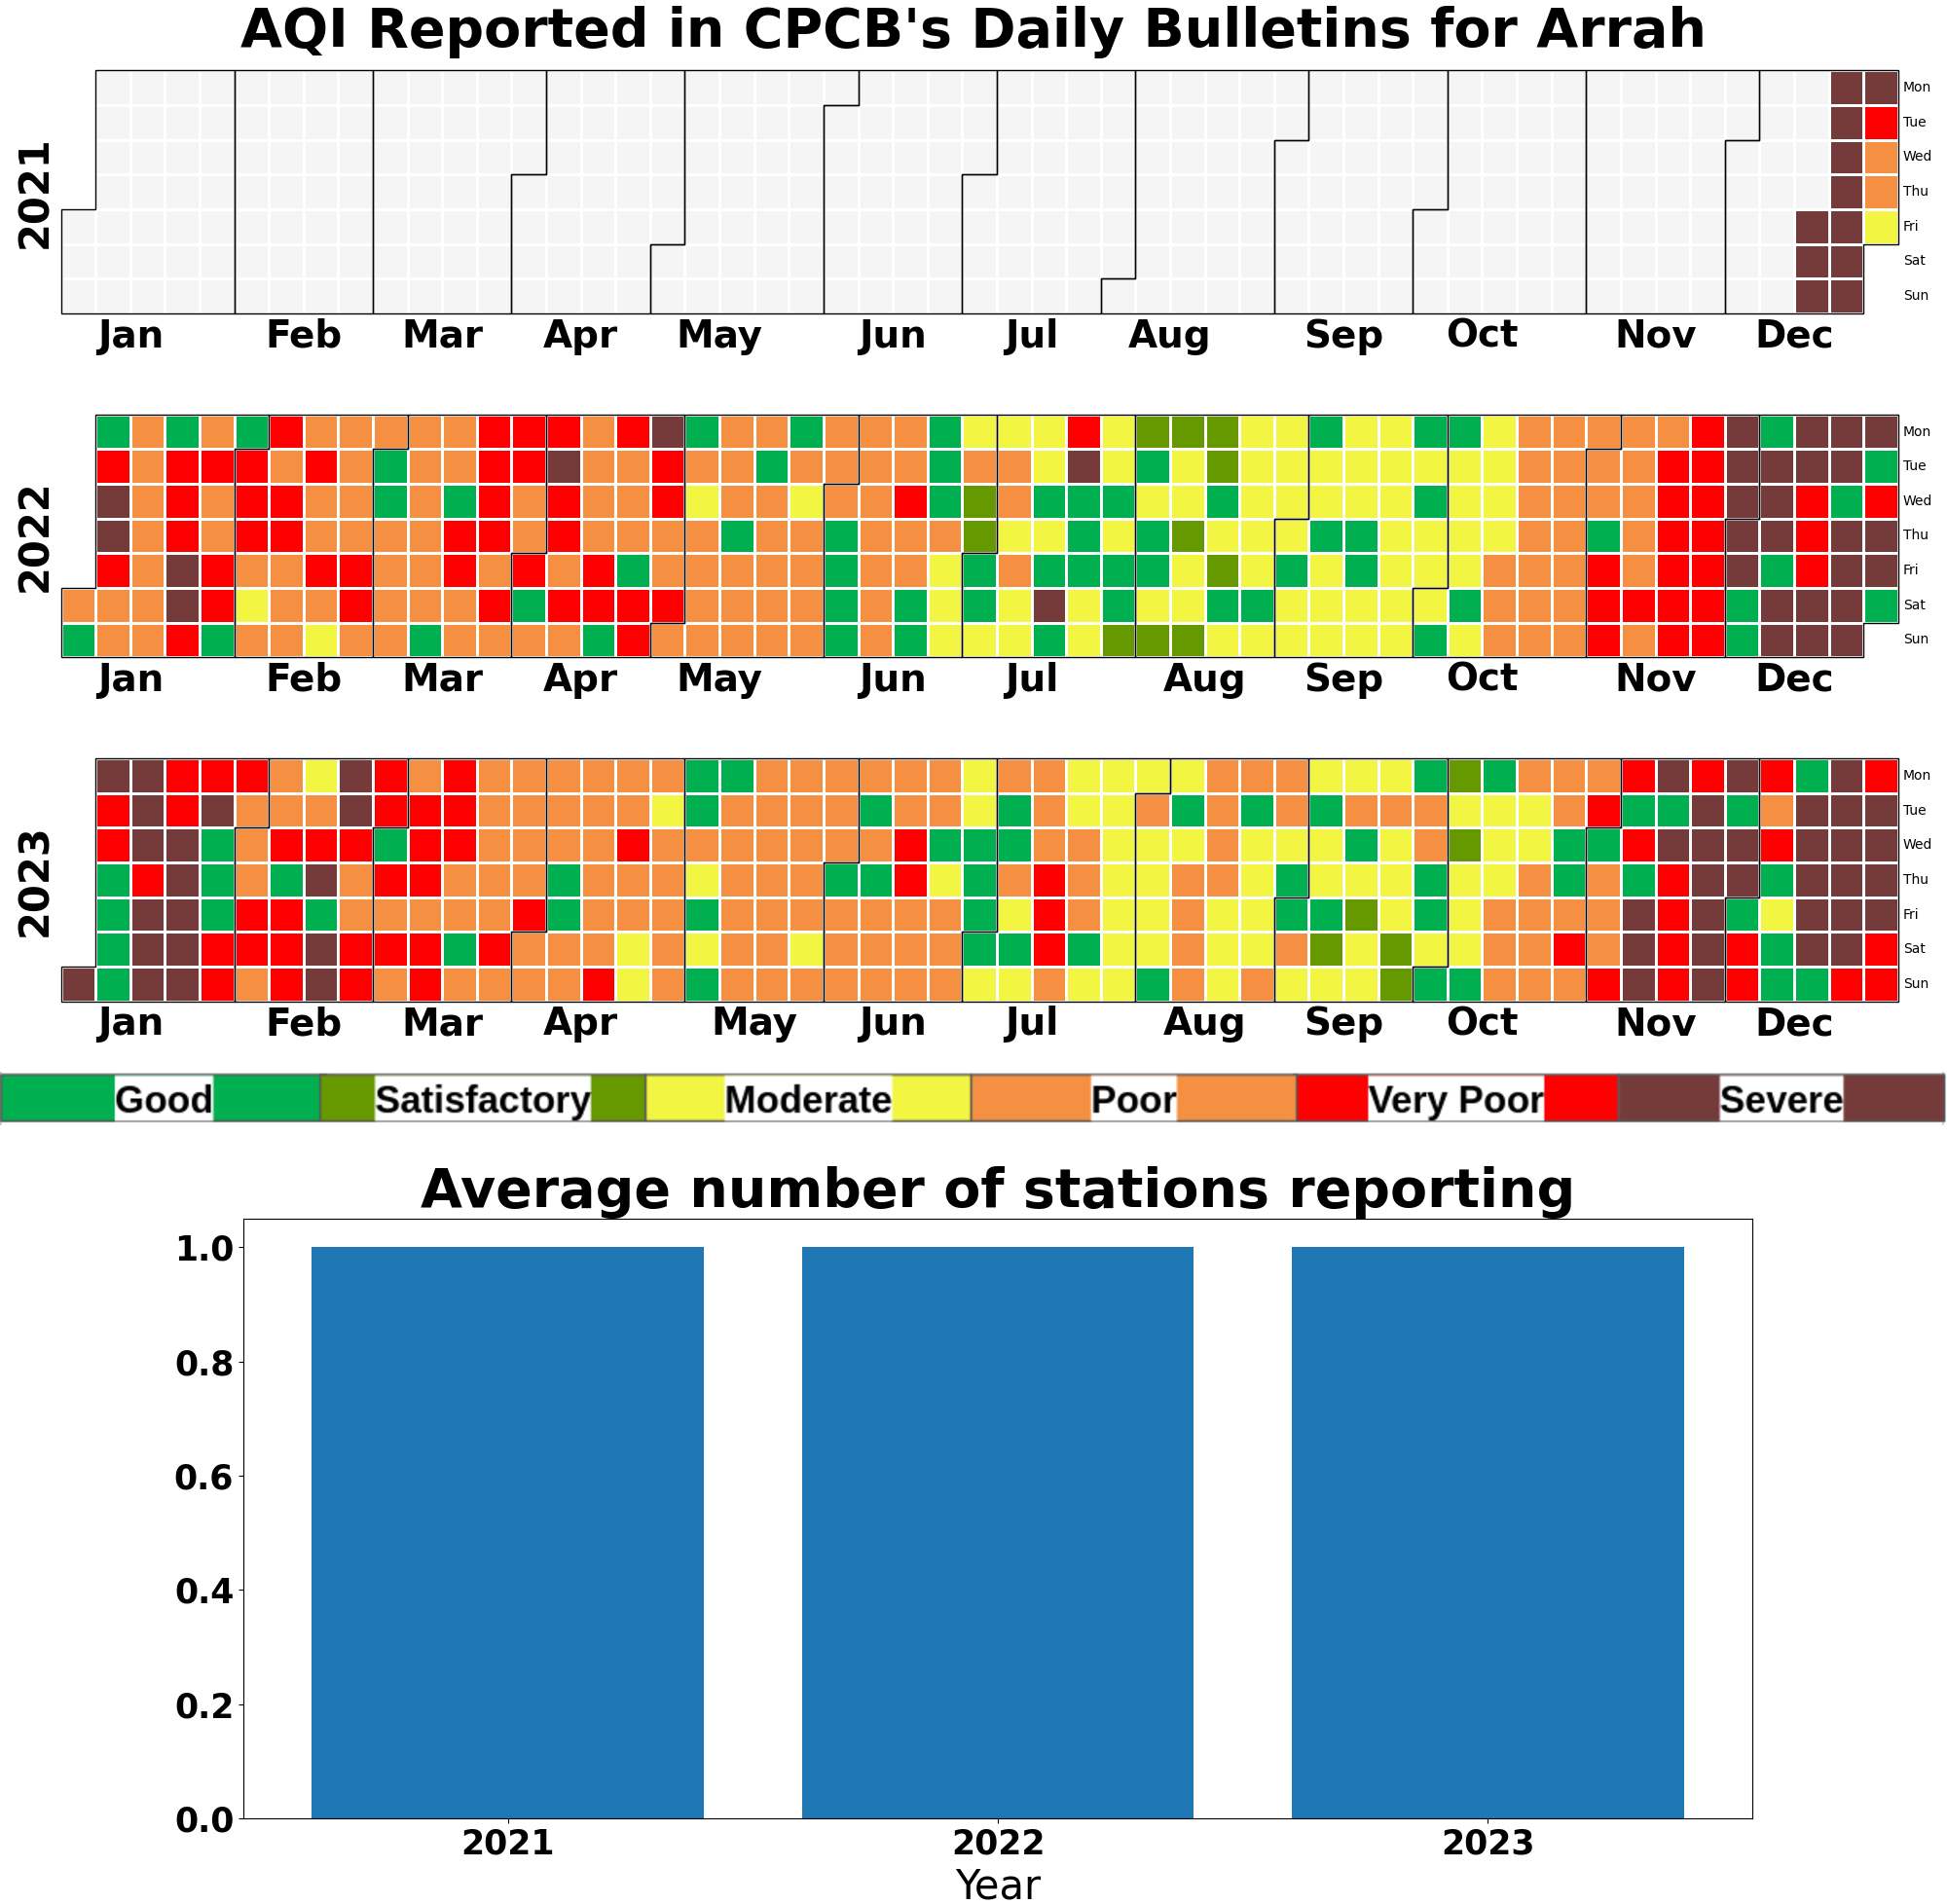 AQI Reported in CPCB's Daily Bulletins for Arrah
2021
Mon
Tue
Wed
Thu
Fri
Sat
Sun
Jan Feb Mar Apr May Jun Jul Aug Sep Oct Nov Dec
2022
Mon
Tue
Wed
Thu
Fri
Sat
Sun
Jan Feb Mar Apr May Jun Jul Aug Sep Oct Nov Dec
2023
Mon
Tue
Wed
Thu
Fri
Sat
Sun
Jan Feb Mar Apr May Jun Jul Aug Sep Oct Nov Dec
Good Satisfactory Moderate Poor Very Poor Severe
Average number of stations reporting
1.0
0.8
0.6
0.4
0.2
0.0
2021 2022 2023
Year